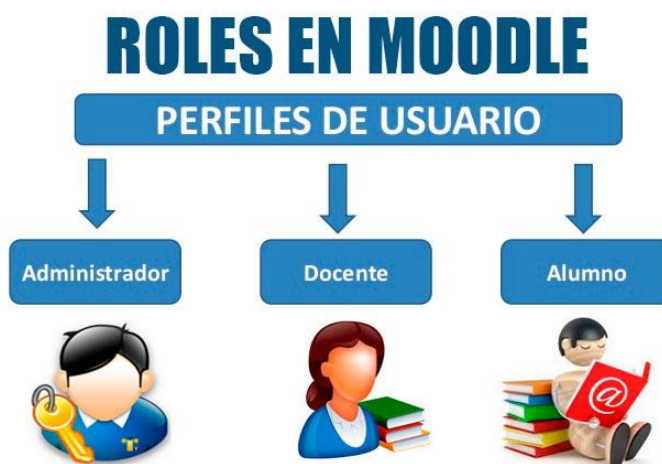 ROLES EN MOODLE
PERFILES DE USUARIO
Administrador
Docente
Alumno
@